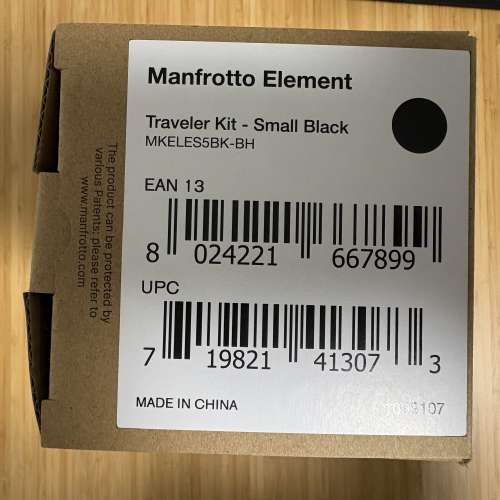 Manfrotto Element
Traveler Kit - Small Black
MKELES5BK-BH
EAN 13
8 024221 667899
UPC
7 19821 41307 3
MADE IN CHINA
The product can be protected by
various Patents: please refer to
www.manfrotto.com